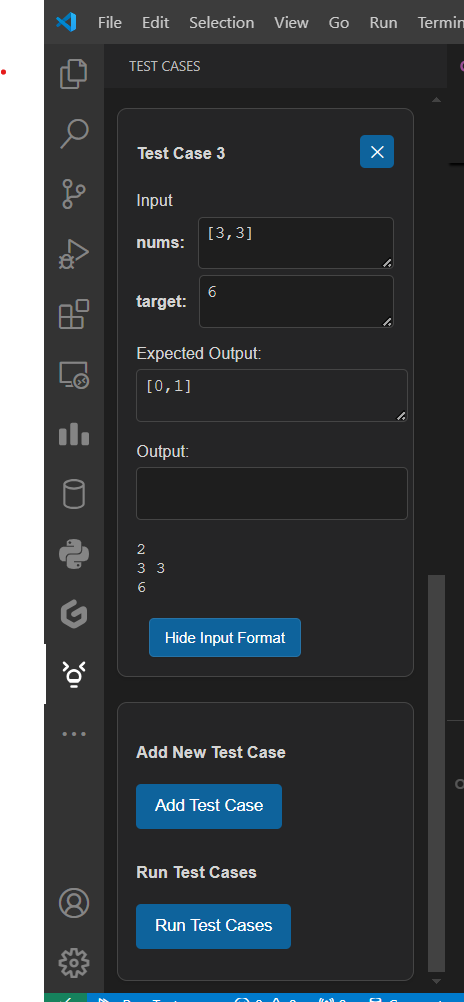 File Edit Selection View Go Run
TEST CASES
Test Case 3
Input
nums: [3,3]
target: 6
Expected Output:
[0,1]
Output:
2
3 3
6
Hide Input Format
Add New Test Case
Add Test Case
Run Test Cases
Run Test Cases